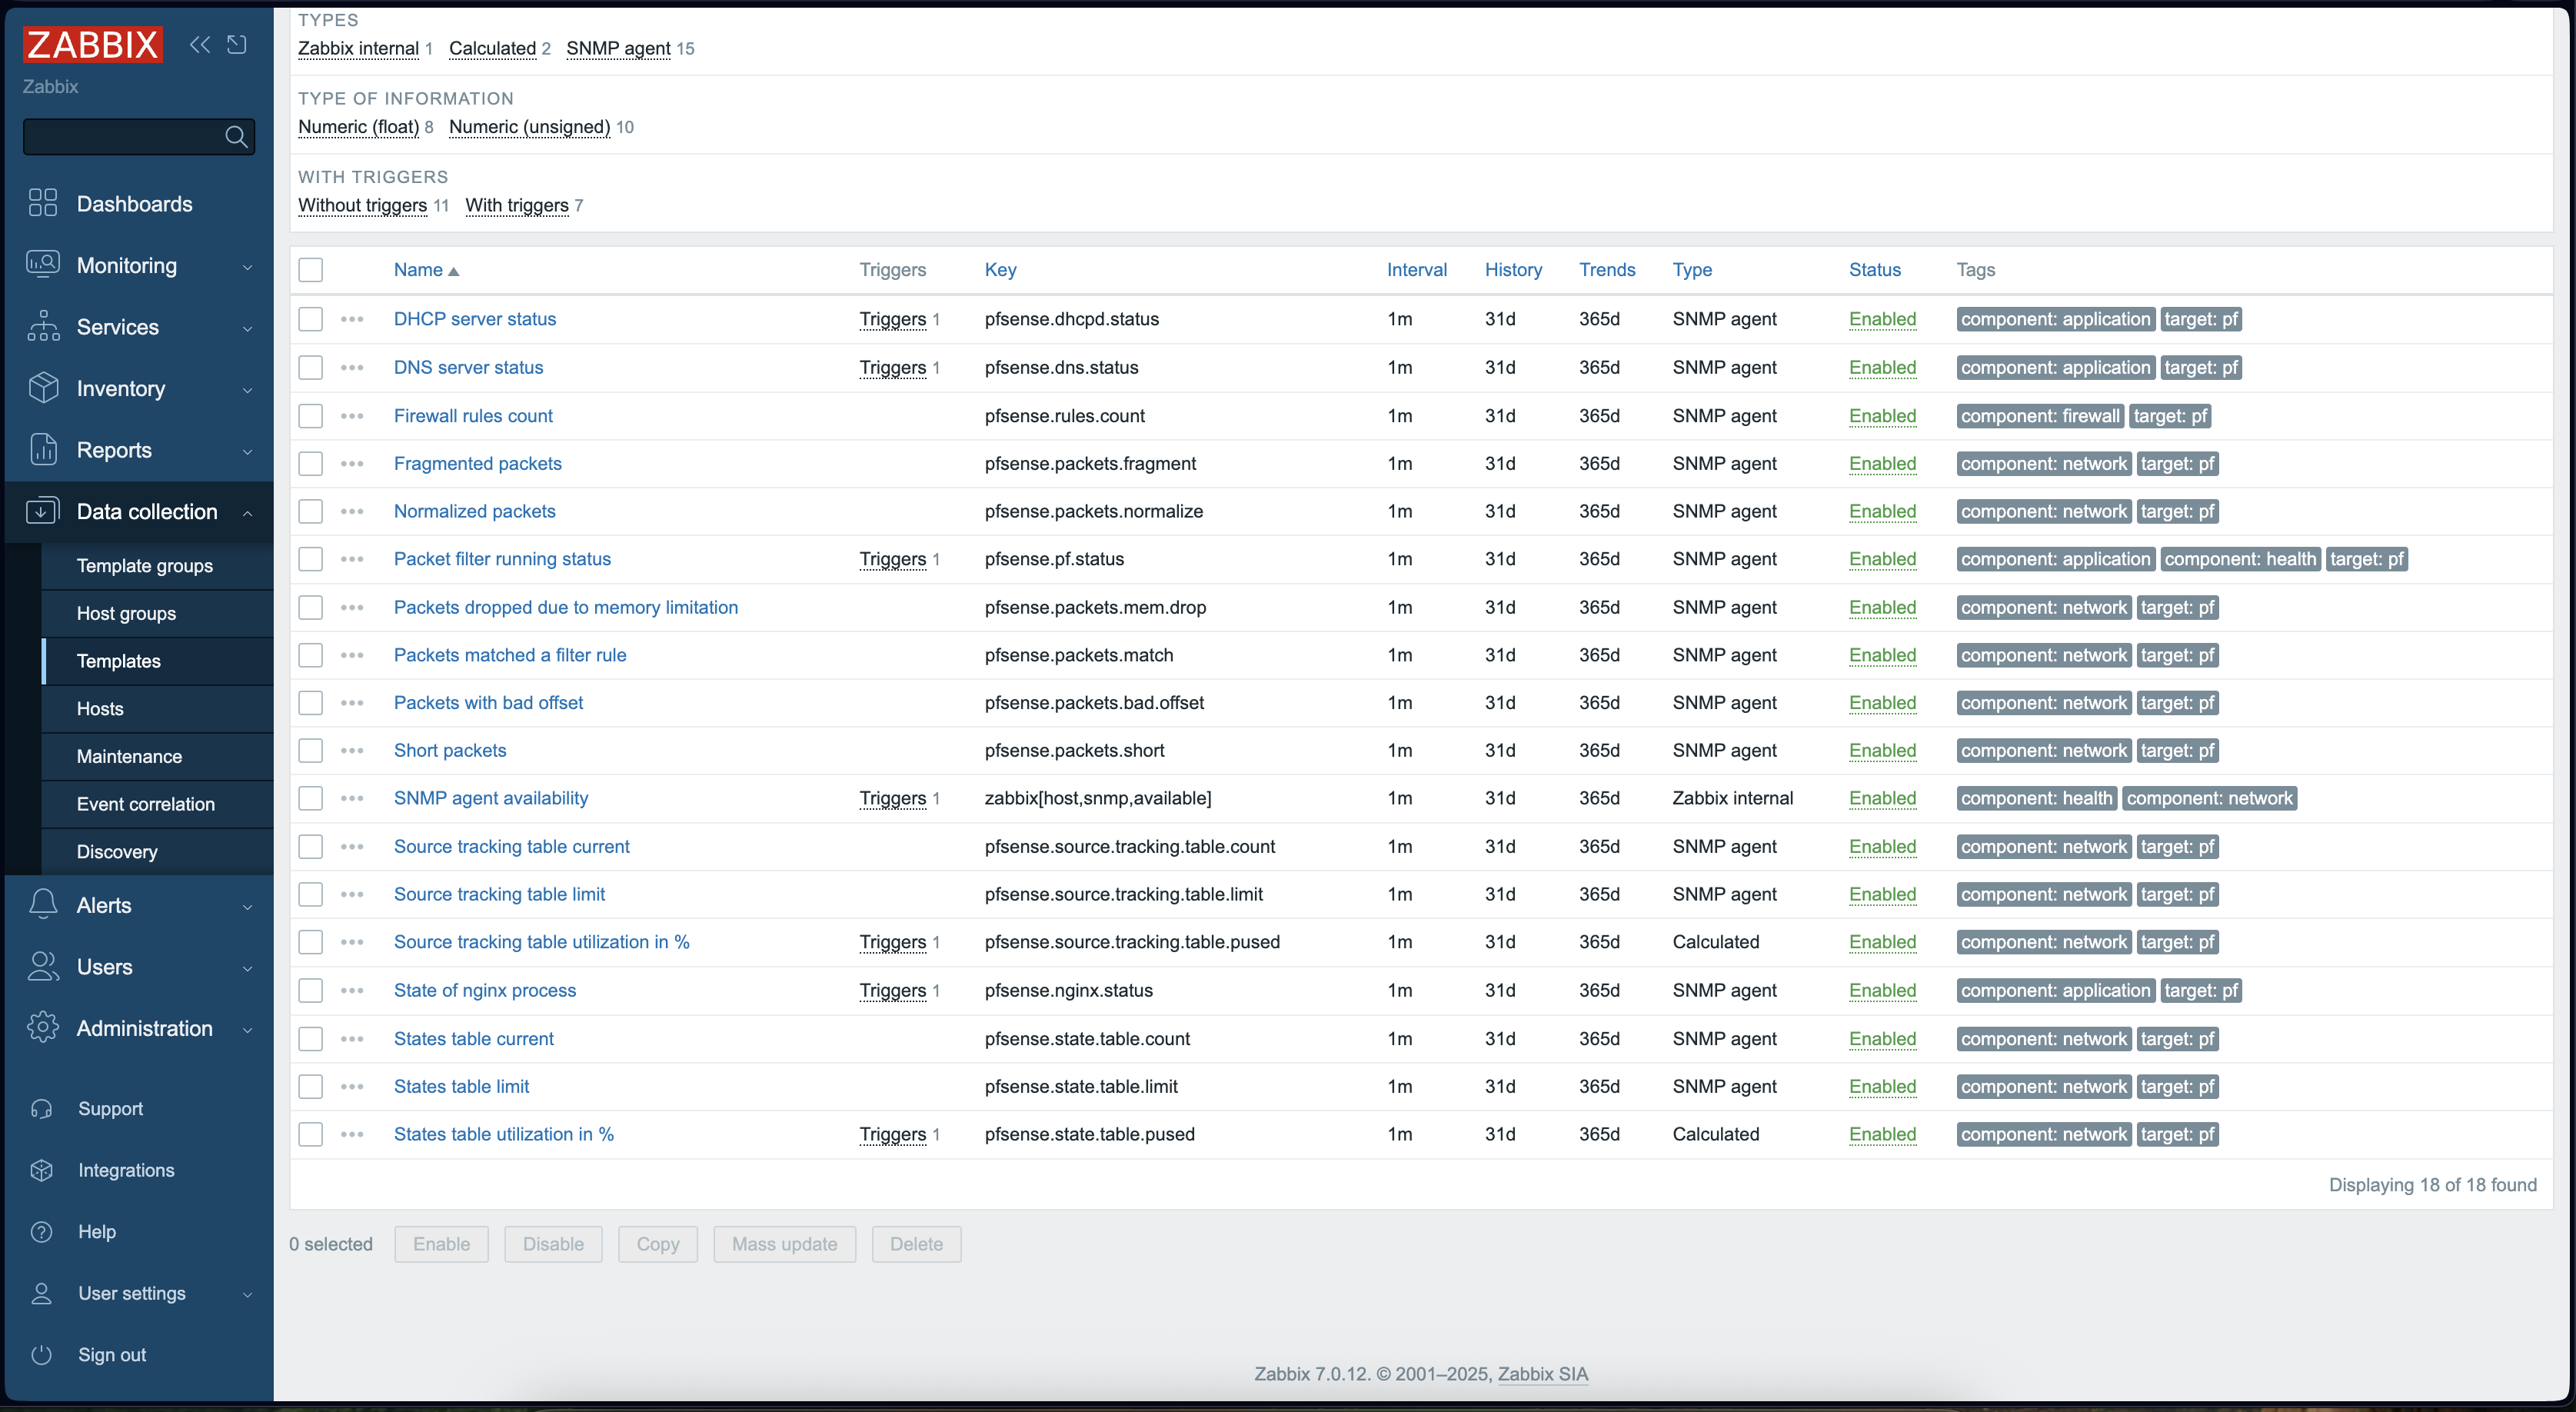 ZABBIX
Zabbix
Dashboards
Monitoring
Services
Inventory
Reports
Data collection
Template groups
Host groups
Templates
Hosts
Maintenance
Event correlation
Discovery
Alerts
Users
Administration
Support
Integrations
Help
User settings
Sign out
TYPES
Zabbix internal 1 Calculated 2 SNMP agent 15
TYPE OF INFORMATION
Numeric (float) 8 Numeric (unsigned) 10
WITH TRIGGERS
Without triggers 11 With triggers 7
Name Triggers Key Interval History Trends Type Status Tags
DHCP server status Triggers 1 pfsense.dhcpd.status 1m 31d 365d SNMP agent Enabled component: application target: pf
DNS server status Triggers 1 pfsense.dns.status 1m 31d 365d SNMP agent Enabled component: application target: pf
Firewall rules count pfsense.rules.count 1m 31d 365d SNMP agent Enabled component: firewall target: pf
Fragmented packets pfsense.packets.fragment 1m 31d 365d SNMP agent Enabled component: network target: pf
Normalized packets pfsense.packets.normalize 1m 31d 365d SNMP agent Enabled component: network target: pf
Packet filter running status Triggers 1 pfsense.pf.status 1m 31d 365d SNMP agent Enabled component: application component: health target: pf
Packets dropped due to memory limitation pfsense.packets.mem.drop 1m 31d 365d SNMP agent Enabled component: network target: pf
Packets matched a filter rule pfsense.packets.match 1m 31d 365d SNMP agent Enabled component: network target: pf
Packets with bad offset pfsense.packets.bad.offset 1m 31d 365d SNMP agent Enabled component: network target: pf
Short packets pfsense.packets.short 1m 31d 365d SNMP agent Enabled component: network target: pf
SNMP agent availability Triggers 1 zabbix[host,snmp,available] 1m 31d 365d Zabbix internal Enabled component: health component: network
Source tracking table current pfsense.source.tracking.table.count 1m 31d 365d SNMP agent Enabled component: network target: pf
Source tracking table limit pfsense.source.tracking.table.limit 1m 31d 365d SNMP agent Enabled component: network target: pf
Source tracking table utilization in % Triggers 1 pfsense.source.tracking.table.pused 1m 31d 365d Calculated Enabled component: network target: pf
State of nginx process Triggers 1 pfsense.nginx.status 1m 31d 365d SNMP agent Enabled component: application target: pf
States table current pfsense.state.table.count 1m 31d 365d SNMP agent Enabled component: network target: pf
States table limit pfsense.state.table.limit 1m 31d 365d SNMP agent Enabled component: network target: pf
States table utilization in % Triggers 1 pfsense.state.table.pused 1m 31d 365d Calculated Enabled component: network target: pf
Displaying 18 of 18 found
0 selected Enable Disable Copy Mass update Delete
Zabbix 7.0.12. © 2001–2025, Zabbix SIA